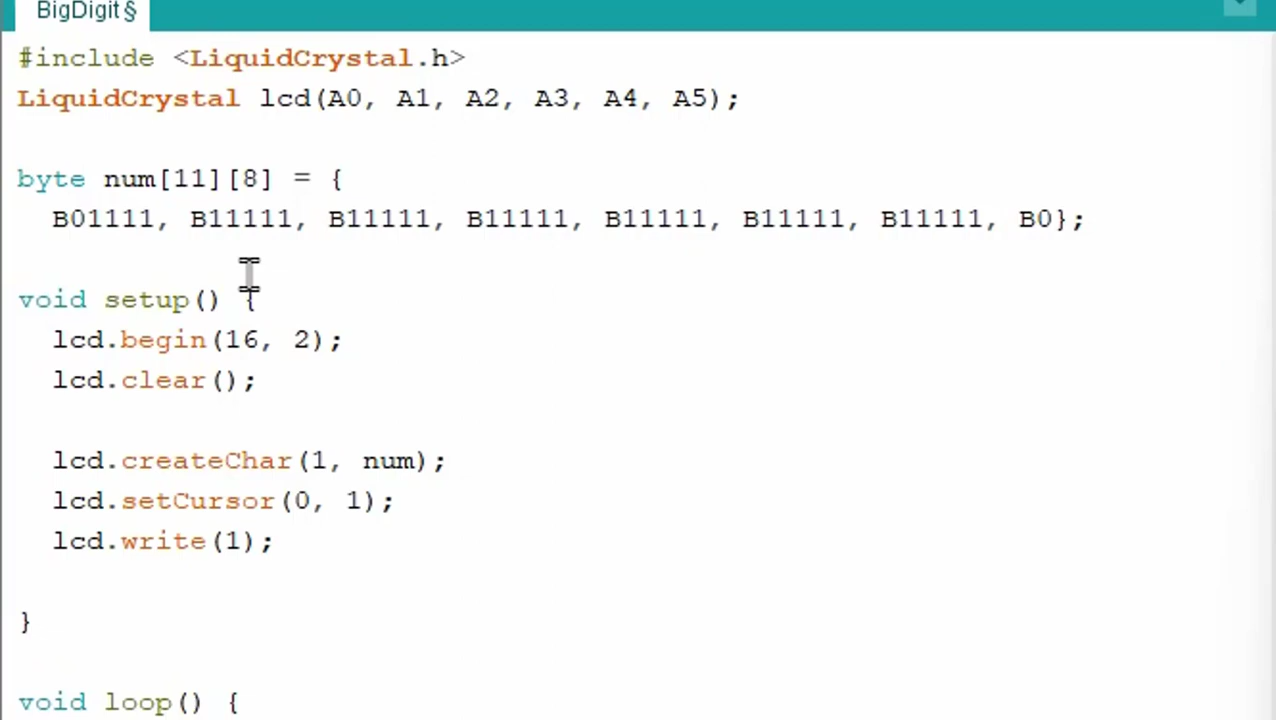 BigDigit§
#include <LiquidCrystal.h>
LiquidCrystal lcd(A0, A1, A2, A3, A4, A5);
byte num[11][8] = {
B01111, B11111, B11111, B11111, B11111, B11111, B11111, B0};
void setup() {
lcd.begin(16, 2);
lcd.clear();
lcd.createChar(1, num);
lcd.setCursor(0, 1);
lcd.write(1);
}
void loop() {